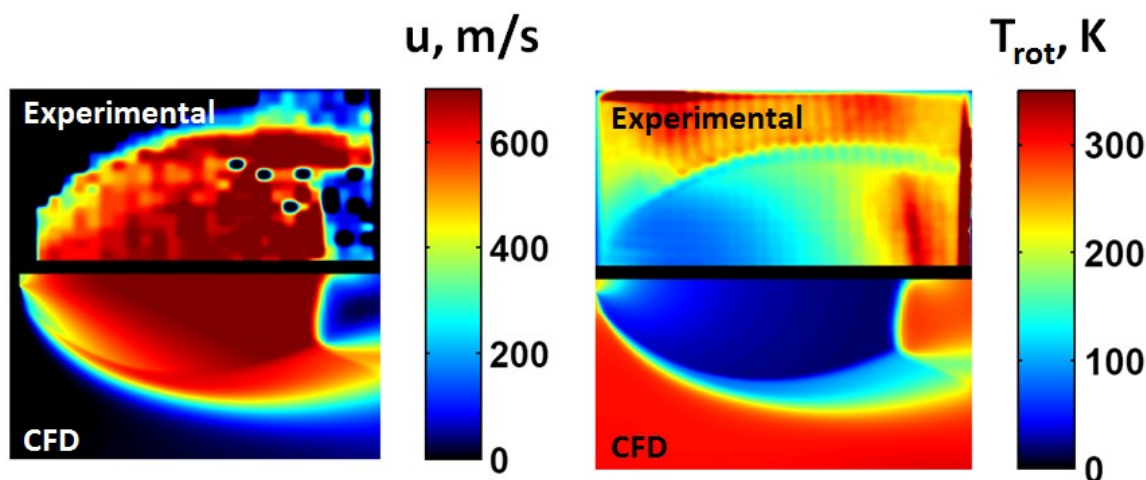 u, m/s
Experimental
CFD
600
400
200
0
T_rot, K
Experimental
CFD
300
200
100
0